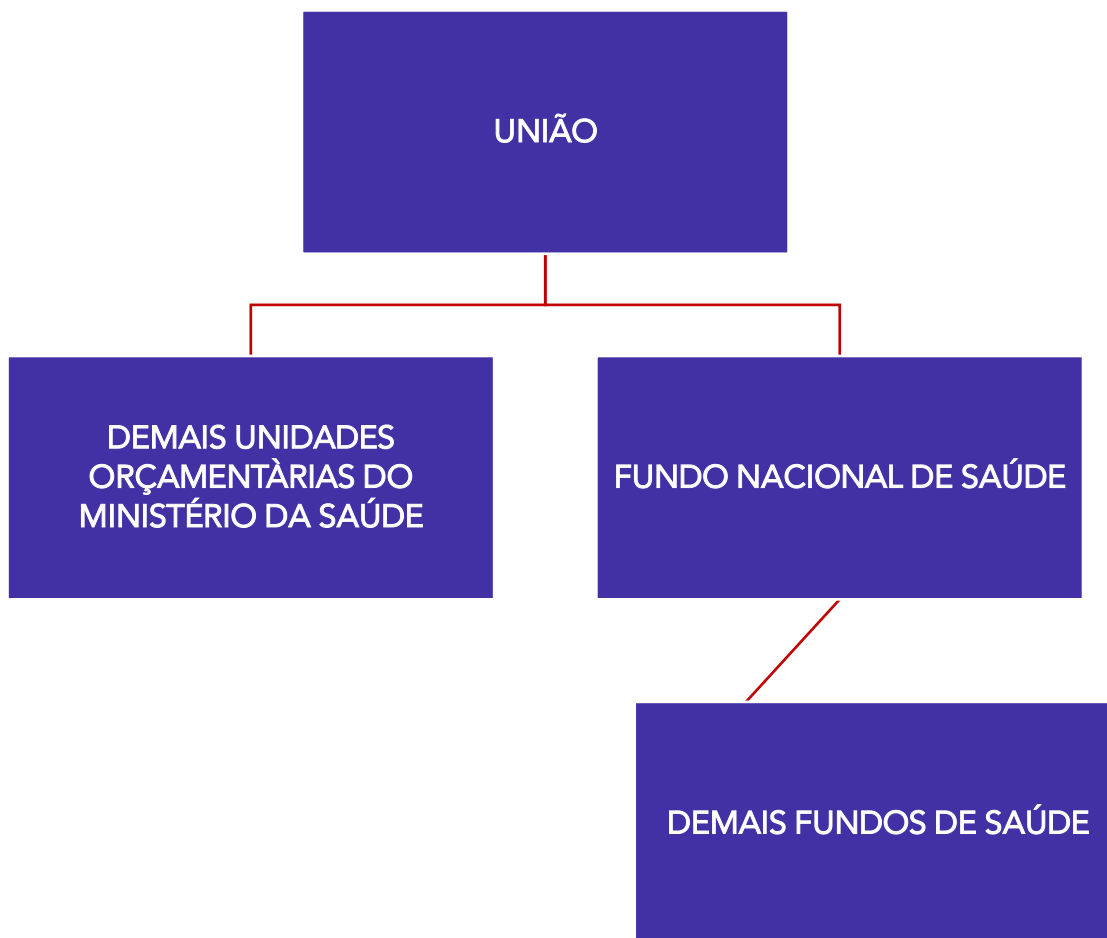 UNIÃO
DEMAIS UNIDADES
ORÇAMENTÀRIAS DO
MINISTÉRIO DA SAÚDE
FUNDO NACIONAL DE SAÚDE
DEMAIS FUNDOS DE SAÚDE